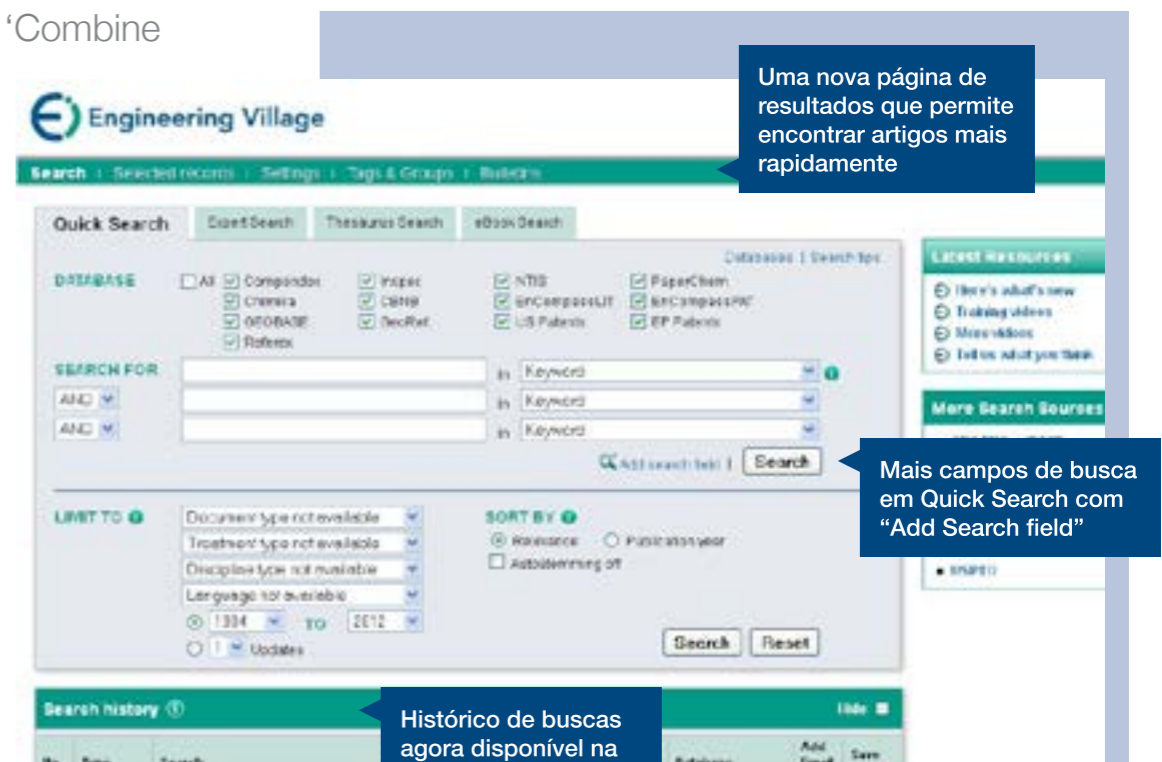 ‘Combine
Uma nova página de
resultados que permite
encontrar artigos mais
rapidamente
Engineering Village
Search Selected records Settings Tags & Groups Bulletins
Quick Search Expert Search Thesaurus Search eBook Search
Databases | Search tips
DATABASE All Compendex Inspec NTIS PaperChem
Chimica CBNB EnCompassLIT EnCompassPAT
GEOBASE GeoRef US Patents EP Patents
Referex
SEARCH FOR in Keyword
AND in Keyword
AND in Keyword
Add search field | Search
LIMIT TO Document type not available
Treatment type not available
Discipline type not available
Language not available
TO 2012
1 Updates
SORT BY
Relevance Publication year
Autostemming off
Search Reset
Latest Resources
Here's what's new
Training videos
More videos
Tell us what you think
More Search Sources
Mais campos de busca
em Quick Search com
“Add Search field”
Search history Hide
Histórico de buscas
agora disponível na
No. Type Search Database Add Email Save